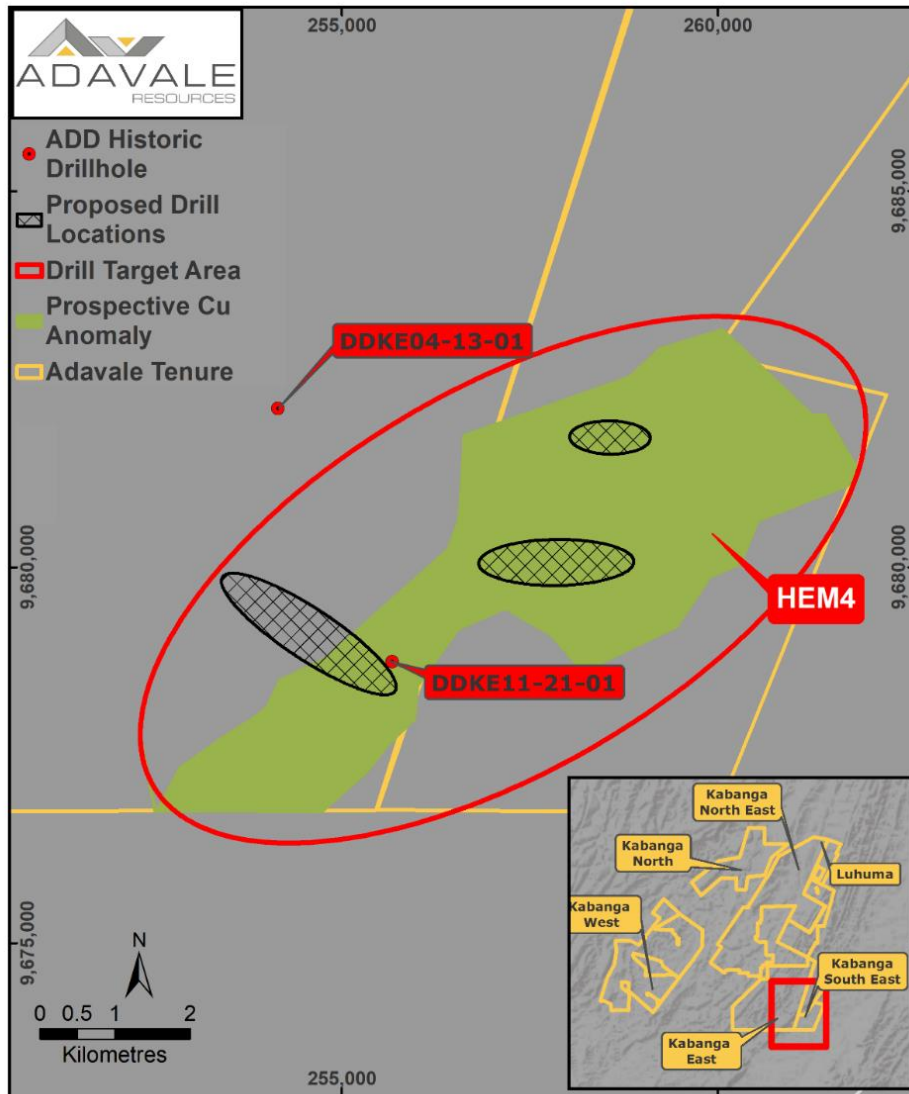 255,000
260,000
ADAVALE
RESOURCES
ADD Historic
Drillhole
Proposed Drill
Locations
Drill Target Area
Prospective Cu
Anomaly
Adavale Tenure
9,685,000
DDKE04-13-01
9,680,000
9,680,000
HEM4
DDKE11-21-01
9,675,000
N
0 0.5 1 2
Kilometres
255,000
Kabanga
North East
Kabanga
North
Luhuma
Kabanga
West
Kabanga
South East
Kabanga
East